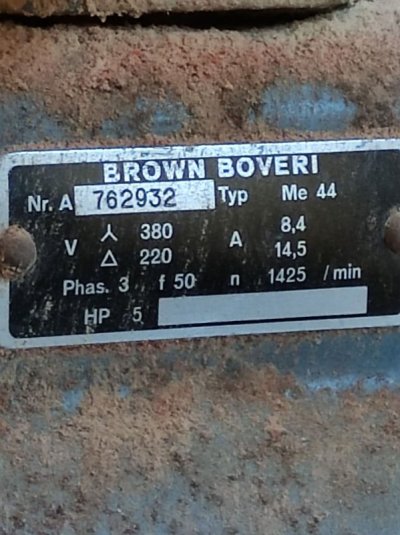 BROWN BOVERI
Nr. A 762932 Typ Me 44
V 人 380 A 8,4
△ 220 14,5
Phas. 3 f 50 n 1425 /min
HP 5